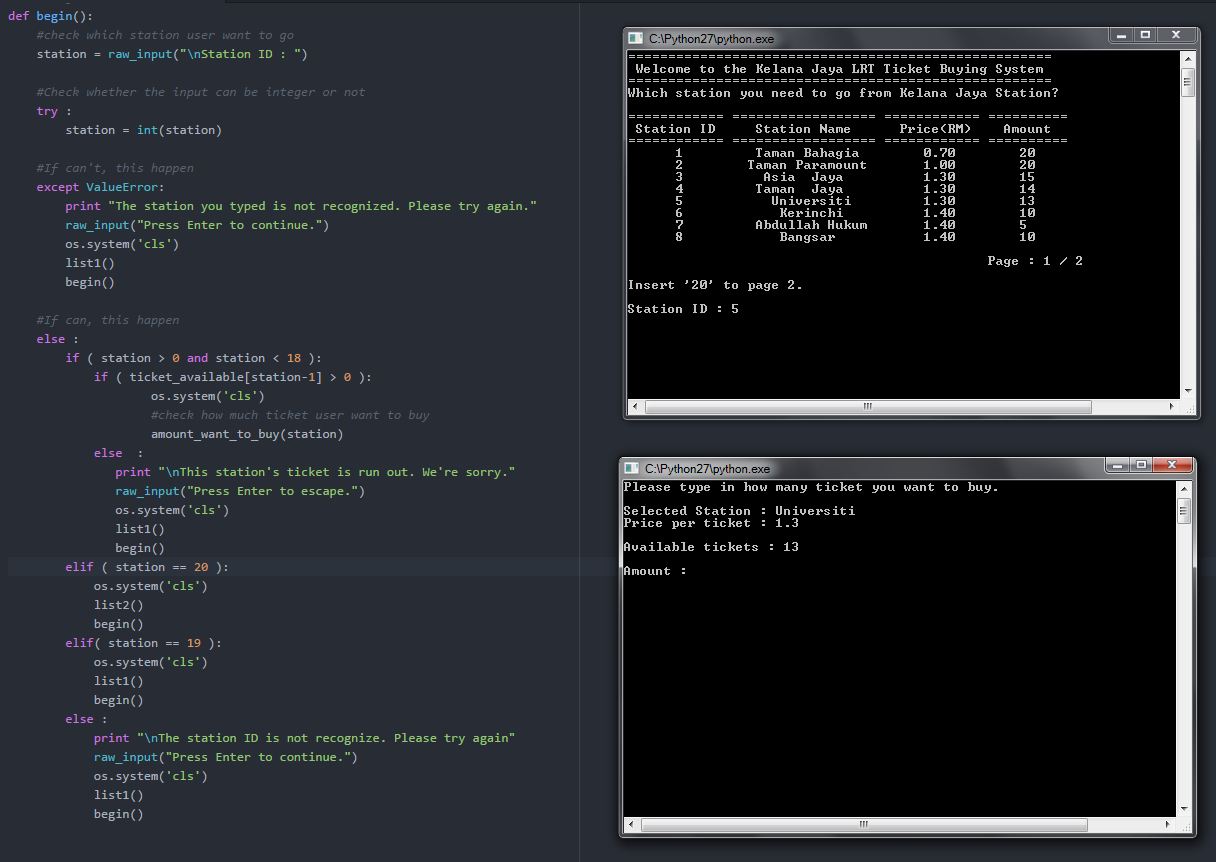 def begin():
    #check which station user want to go
    station = raw_input("\nStation ID : ")
    #Check whether the input can be integer or not
    try :
        station = int(station)
    #If can't, this happen
    except ValueError:
        print "The station you typed is not recognized. Please try again."
        raw_input("Press Enter to continue.")
        os.system('cls')
        list1()
        begin()
    #If can, this happen
    else :
        if ( station > 0 and station < 18 ):
            if ( ticket_available[station-1] > 0 ):
                    os.system('cls')
                    #check how much ticket user want to buy
                    amount_want_to_buy(station)
            else  :
               print "\nThis station's ticket is run out. We're sorry."
               raw_input("Press Enter to escape.")
               os.system('cls')
               list1()
               begin()
        elif ( station == 20 ):
            os.system('cls')
            list2()
            begin()
        elif( station == 19 ):
            os.system('cls')
            list1()
            begin()
        else :
            print "\nThe station ID is not recognize. Please try again"
            raw_input("Press Enter to continue.")
            os.system('cls')
            list1()
            begin()
C:\Python27\python.exe
=====================================================
 Welcome to the Kelana Jaya LRT Ticket Buying System
=====================================================
Which station you need to go from Kelana Jaya Station?
============ ================== ============ ==========
 Station ID     Station Name      Price(RM)    Amount
============ ================== ============ ==========
      1         Taman Bahagia        0.70        20
      2        Taman Paramount       1.00        20
      3          Asia  Jaya          1.30        15
      4         Taman  Jaya          1.30        14
      5           Universiti         1.30        13
      6            Kerinchi          1.40        10
      7         Abdullah Hukum       1.40        5
      8            Bangsar           1.40        10
                                             Page : 1 / 2
Insert '20' to page 2.
Station ID : 5
C:\Python27\python.exe
Please type in how many ticket you want to buy.
Selected Station : Universiti
Price per ticket : 1.3
Available tickets : 13
Amount :